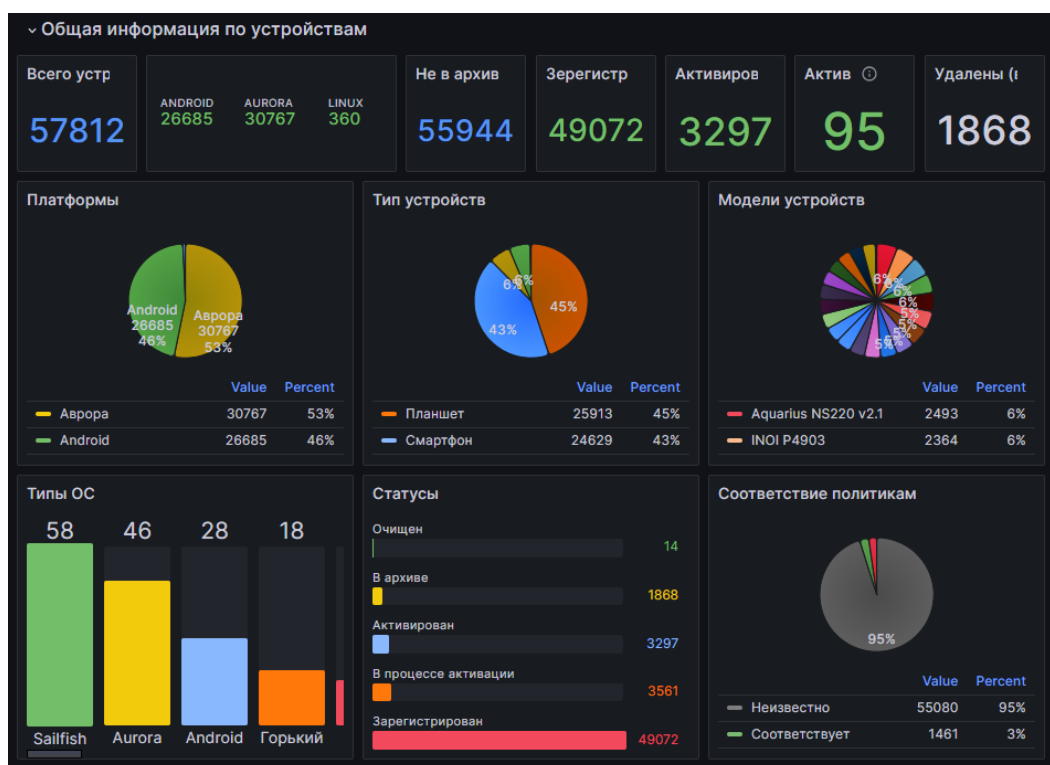 Общая информация по устройствам
Всего устр
57812
ANDROID AURORA LINUX
26685 30767 360
Не в архив
55944
Зерегистр
49072
Активиров
3297
Актив
95
Удалены (
1868
Платформы
Android
26685
46%
Аврора
30767
53%
Value Percent
Аврора 30767 53%
Android 26685 46%
Тип устройств
6% 6%
45%
43%
Value Percent
Планшет 25913 45%
Смартфон 24629 43%
Модели устройств
6%
6%
6%
6%
5%
5%
5%
5%
Value Percent
Aquarius NS220 v2.1 2493 6%
INOI P4903 2364 6%
Типы ОС
58 46 28 18
Sailfish Aurora Android Горький
Статусы
Очищен
14
В архиве
1868
Активирован
3297
В процессе активации
3561
Зарегистрирован
49072
Соответствие политикам
95%
Value Percent
Неизвестно 55080 95%
Соответствует 1461 3%